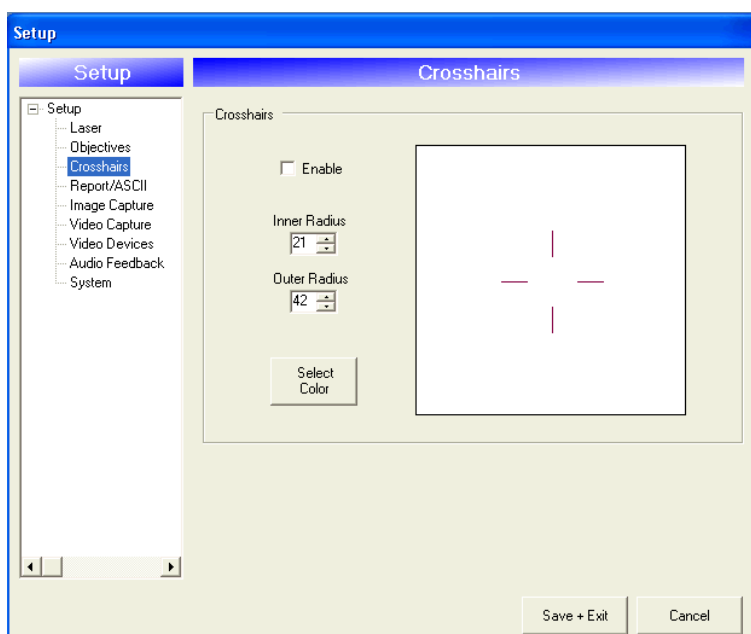 Setup
Setup
Crosshairs
Setup
Laser
Objectives
Crosshairs
Report/ASCII
Image Capture
Video Capture
Video Devices
Audio Feedback
System
Crosshairs
Enable
Inner Radius
21
Outer Radius
42
Select
Color
Save + Exit
Cancel